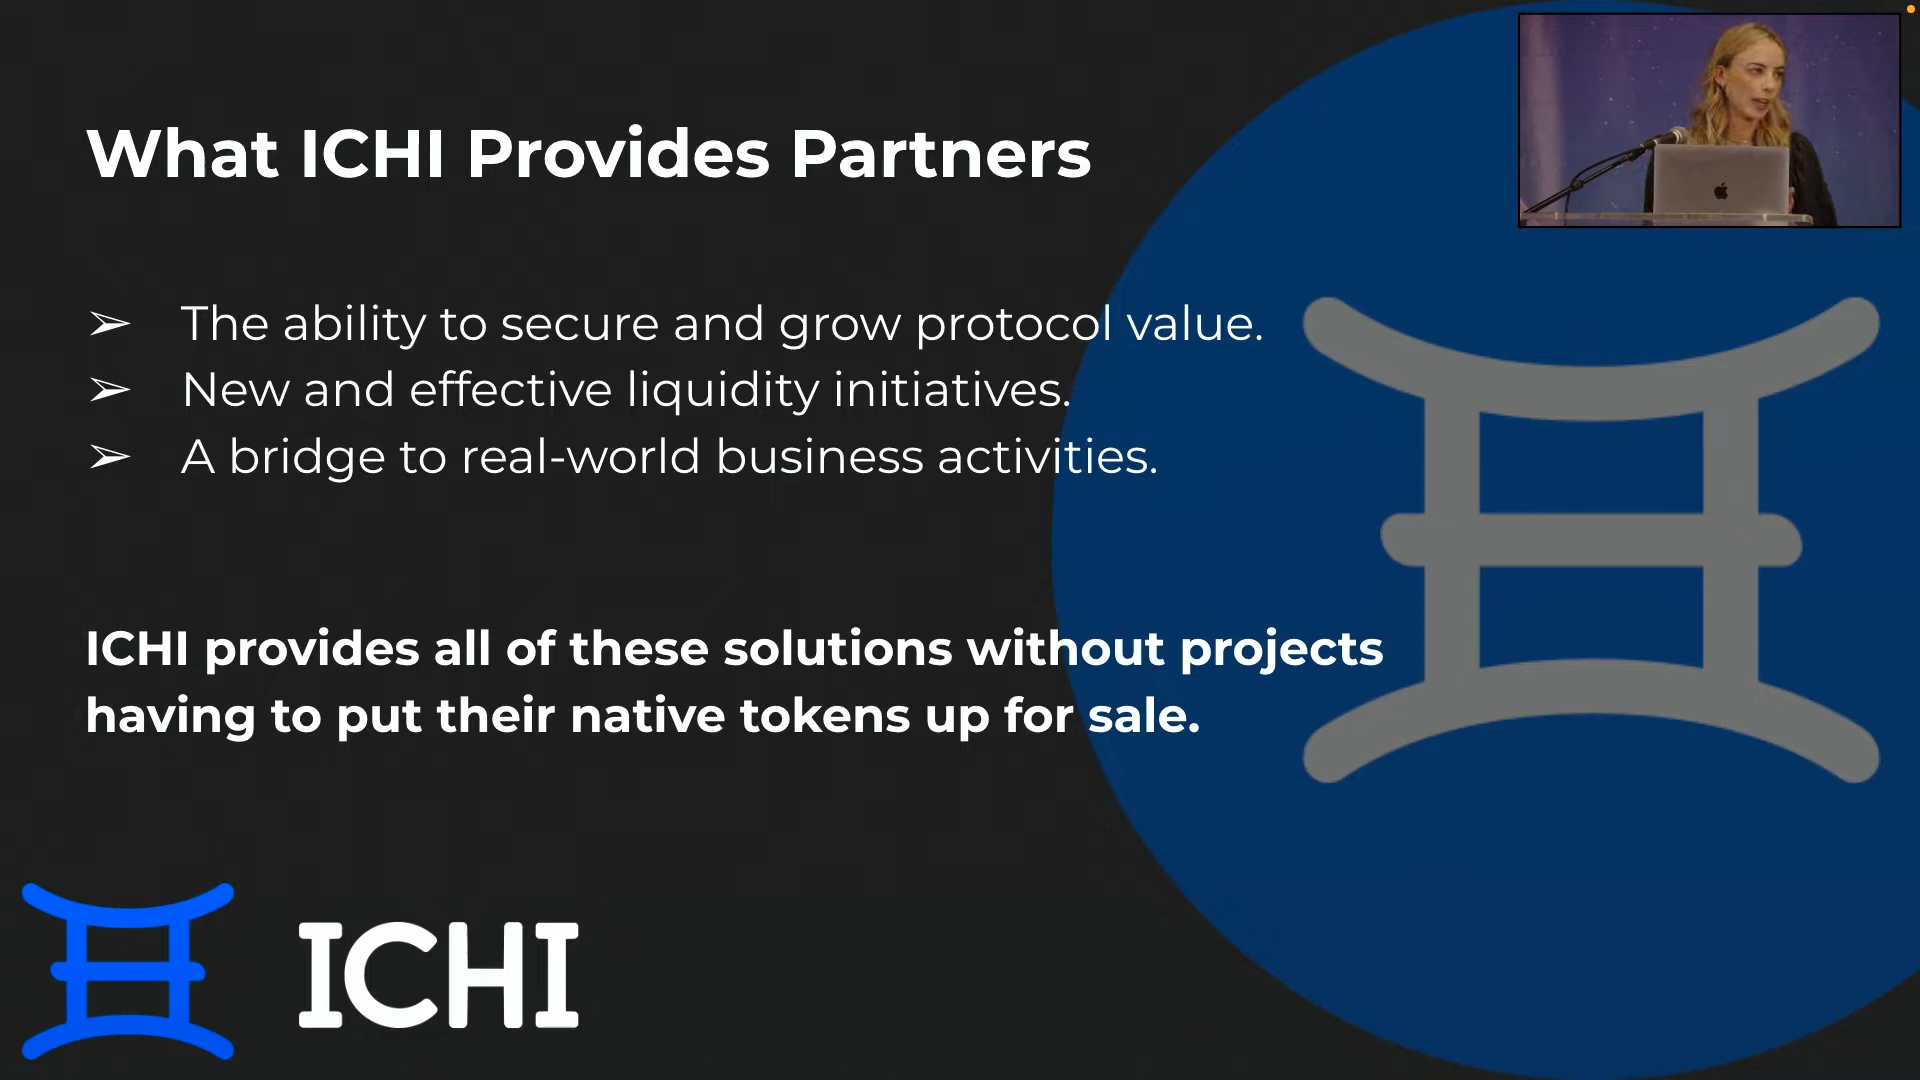 What ICHI Provides Partners
➢ The ability to secure and grow protocol value.
➢ New and effective liquidity initiatives.
➢ A bridge to real-world business activities.
ICHI provides all of these solutions without projects
having to put their native tokens up for sale.
ICHI